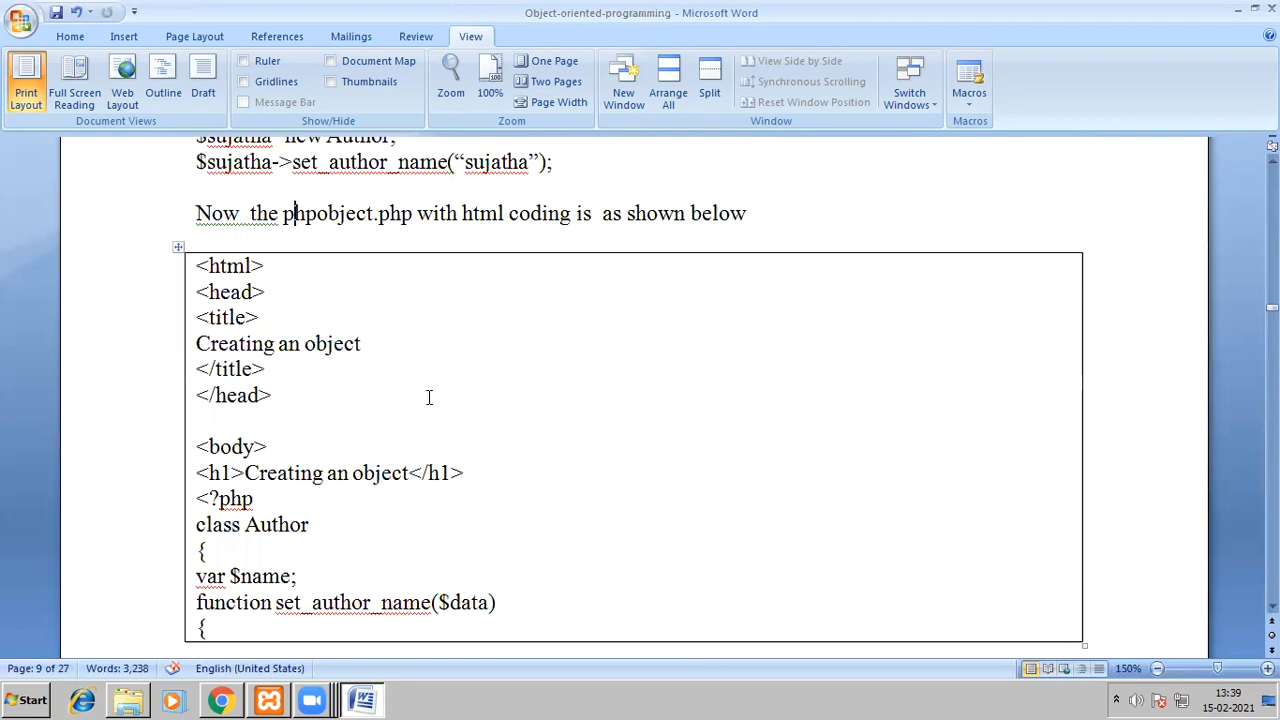 Object-oriented-programming - Microsoft Word
Home Insert Page Layout References Mailings Review View
Print Layout
Full Screen Reading
Web Layout
Outline
Draft
Document Views
Ruler
Gridlines
Message Bar
Document Map
Thumbnails
Show/Hide
Zoom
100%
One Page
Two Pages
Page Width
Zoom
New Window
Arrange All
Split
View Side by Side
Synchronous Scrolling
Reset Window Position
Window
Switch Windows
Macros
Macros
$sujatha new Author;
$sujatha->set_author_name(“sujatha”);
Now the phpobject.php with html coding is as shown below
<html>
<head>
<title>
Creating an object
</title>
</head>
<body>
<h1>Creating an object</h1>
<?php
class Author
{
var $name;
function set_author_name($data)
{
Page: 9 of 27 Words: 3,238 English (United States) 150%
Start 13:39
15-02-2021